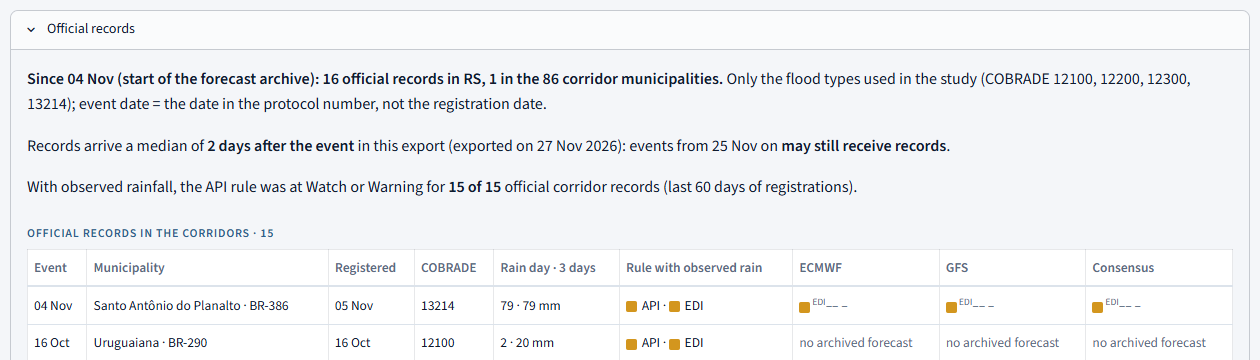 Official records
Since 04 Nov (start of the forecast archive): 16 official records in RS, 1 in the 86 corridor municipalities. Only the flood types used in the study (COBRADE 12100, 12200, 12300,
13214); event date = the date in the protocol number, not the registration date.
Records arrive a median of 2 days after the event in this export (exported on 27 Nov 2026): events from 25 Nov on may still receive records.
With observed rainfall, the API rule was at Watch or Warning for 15 of 15 official corridor records (last 60 days of registrations).
OFFICIAL RECORDS IN THE CORRIDORS · 15
Event Municipality Registered COBRADE Rain day · 3 days Rule with observed rain ECMWF GFS Consensus
04 Nov Santo Antônio do Planalto · BR-386 05 Nov 13214 79 · 79 mm API · EDI EDI – – – EDI – – – EDI – – –
16 Oct Uruguaiana · BR-290 16 Oct 12100 2 · 20 mm API · EDI no archived forecast no archived forecast no archived forecast